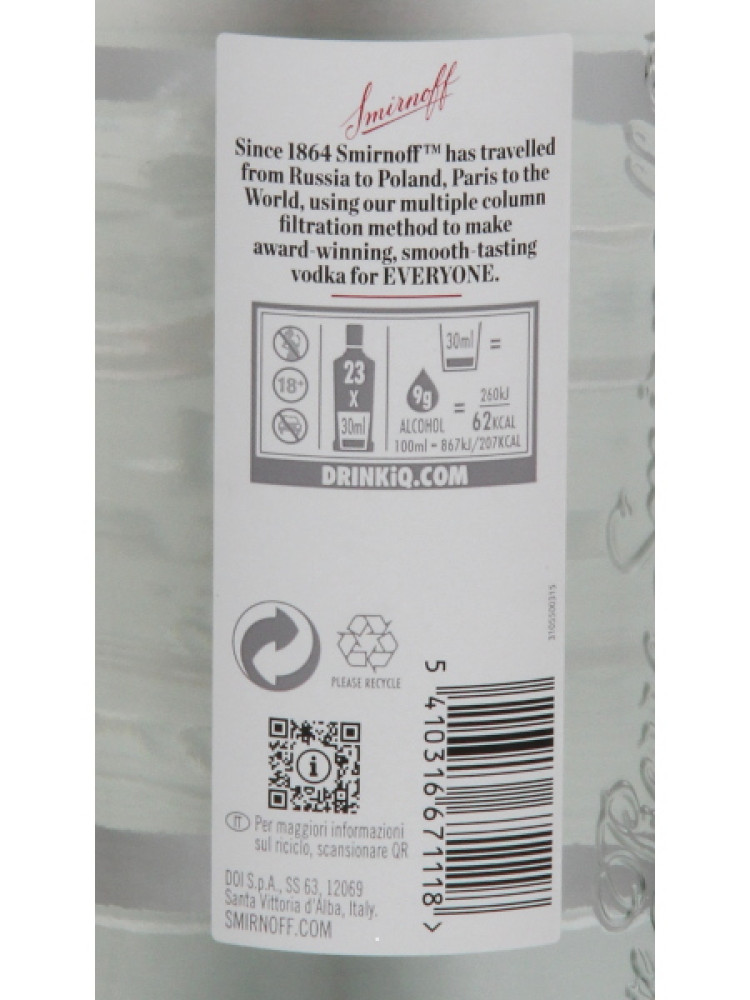 Smirnoff
Since 1864 Smirnoff™ has travelled
from Russia to Poland, Paris to the
World, using our multiple column
filtration method to make
award-winning, smooth-tasting
vodka for EVERYONE.
18+
23
X
30ml
30ml =
9g
ALCOHOL
= 260kJ
62KCAL
100ml = 867kJ/207KCAL
DRINKiQ.COM
3105500315
PLEASE RECYCLE
5 410316 671118 >
i
IT Per maggiori informazioni
sul riciclo, scansionare QR
DOI S.p.A., SS 63, 12069
Santa Vittoria d'Alba, Italy.
SMIRNOFF.COM